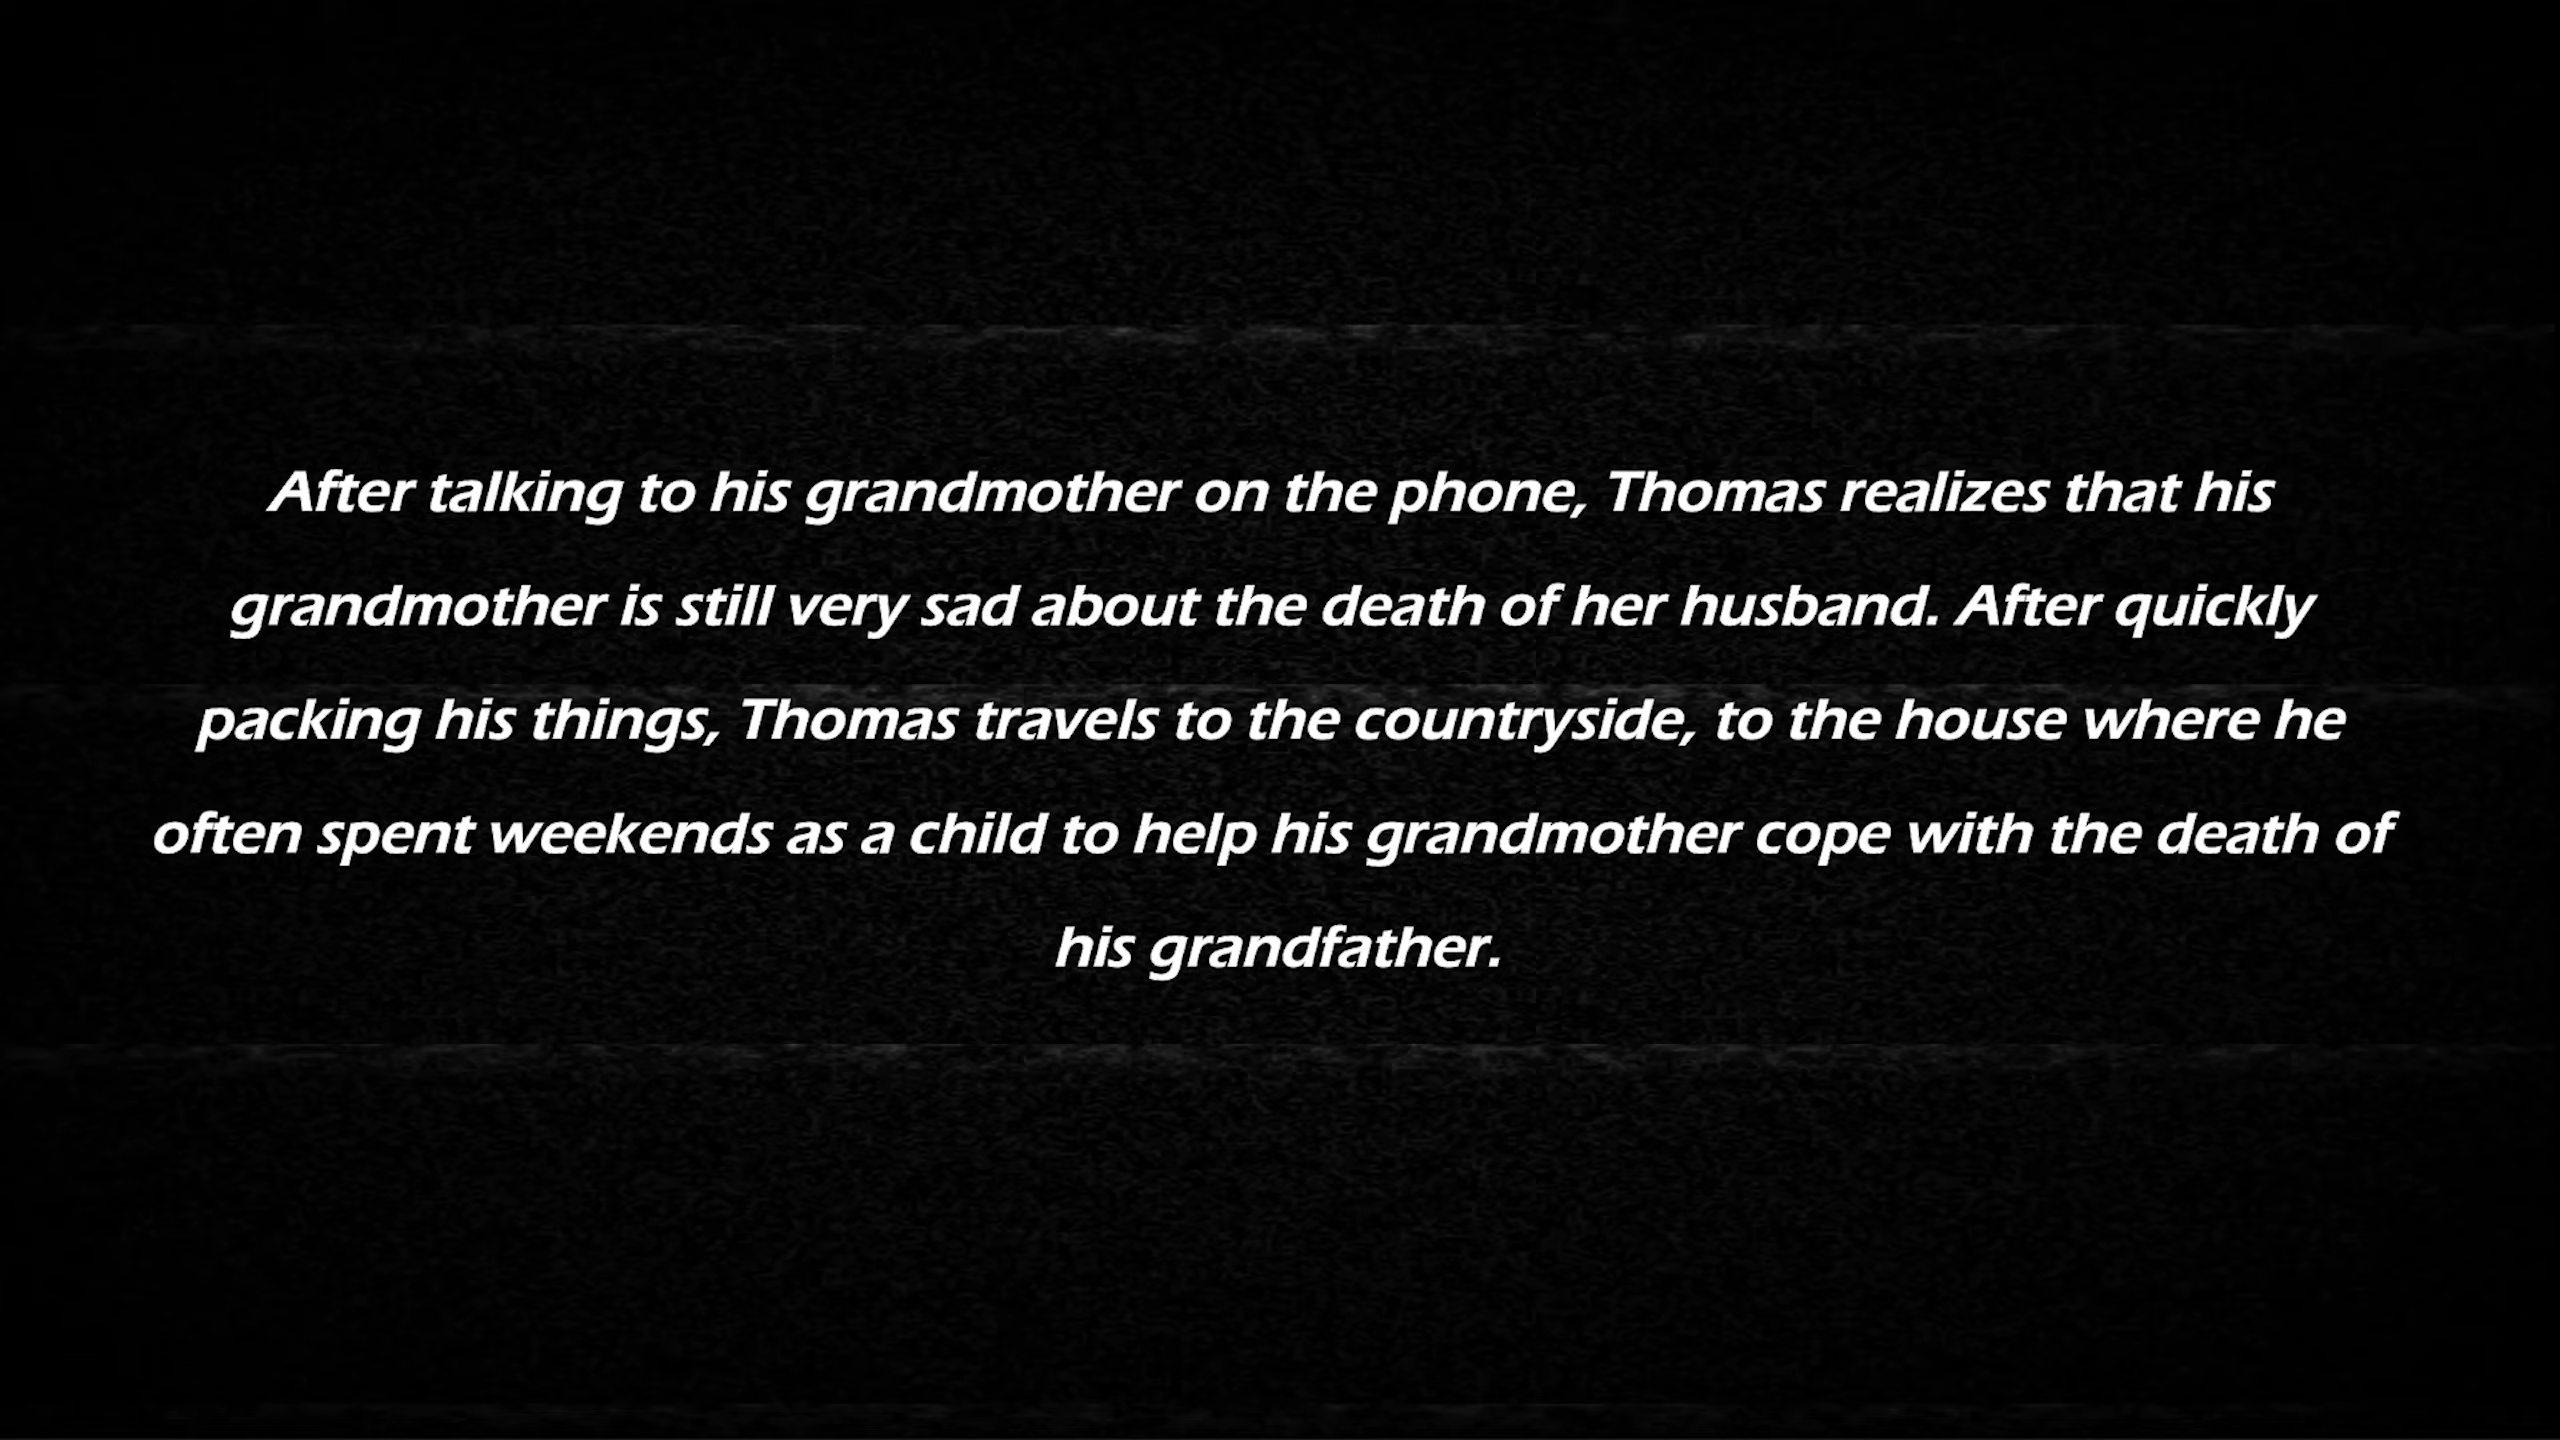 After talking to his grandmother on the phone, Thomas realizes that his
grandmother is still very sad about the death of her husband. After quickly
packing his things, Thomas travels to the countryside, to the house where he
often spent weekends as a child to help his grandmother cope with the death of
his grandfather.